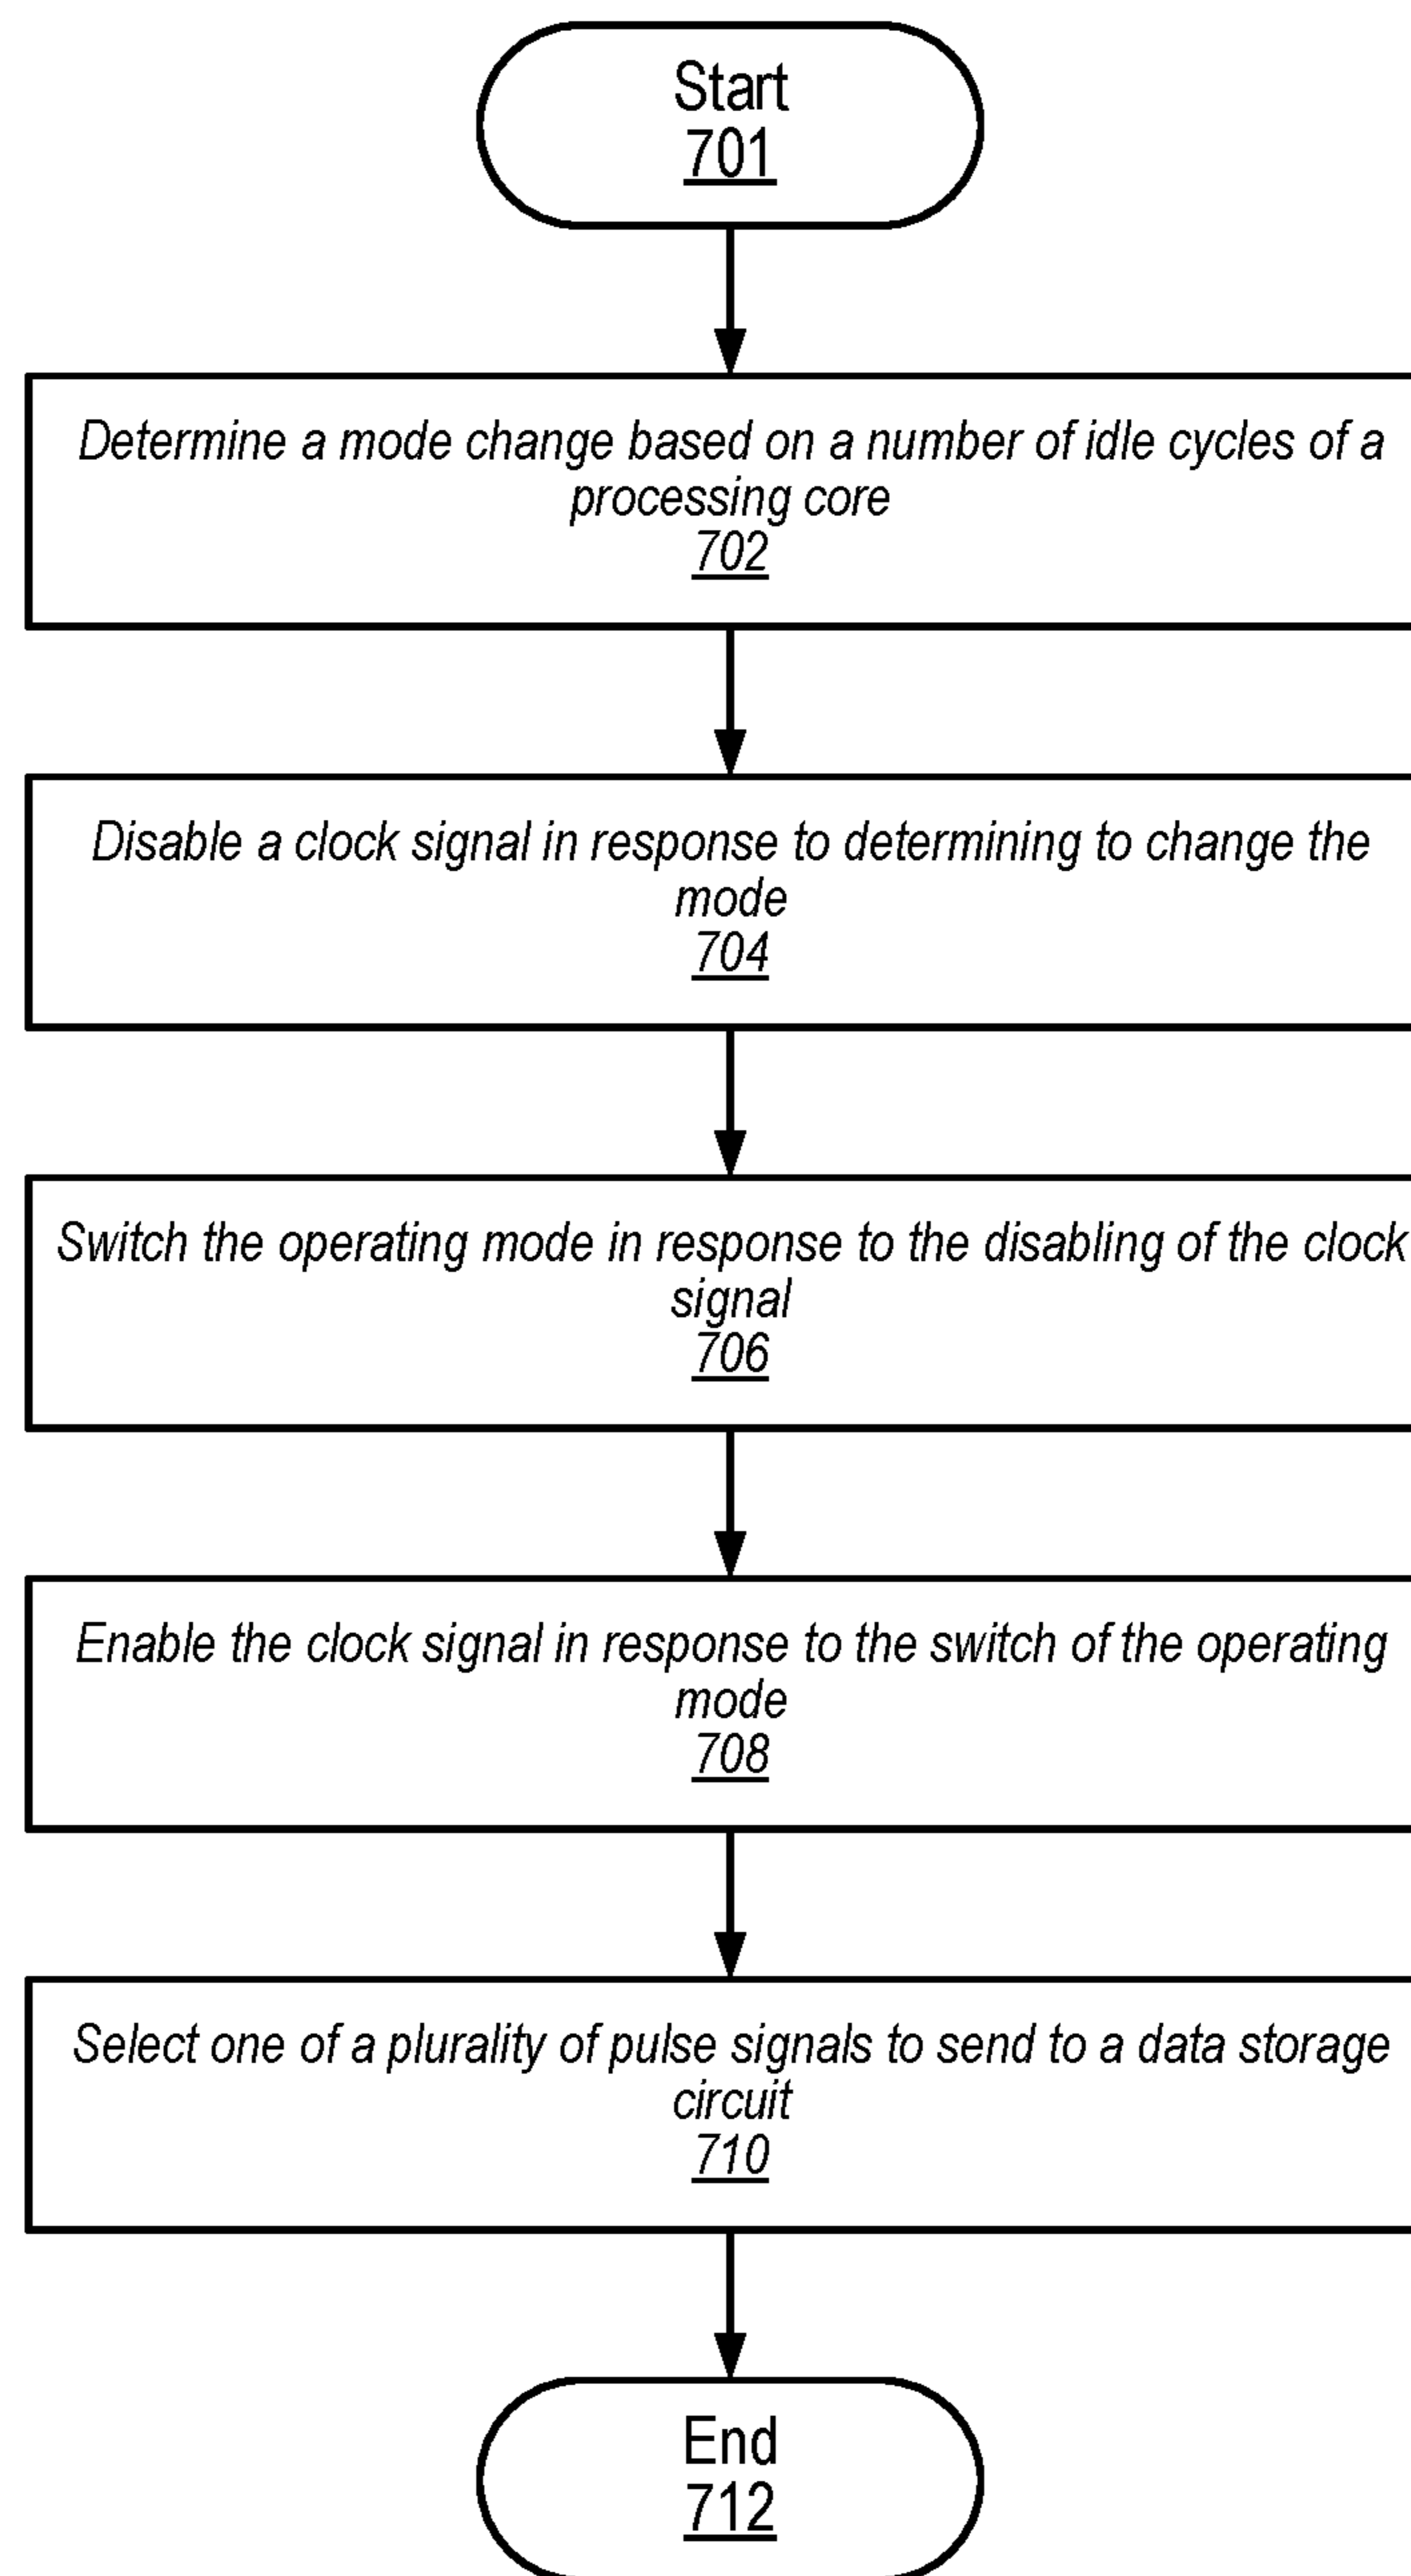 Start
701
Determine a mode change based on a number of idle cycles of a
processing core
702
Disable a clock signal in response to determining to change the
mode
704
Switch the operating mode in response to the disabling of the clock
signal
706
Enable the clock signal in response to the switch of the operating
mode
708
Select one of a plurality of pulse signals to send to a data storage
circuit
710
End
712